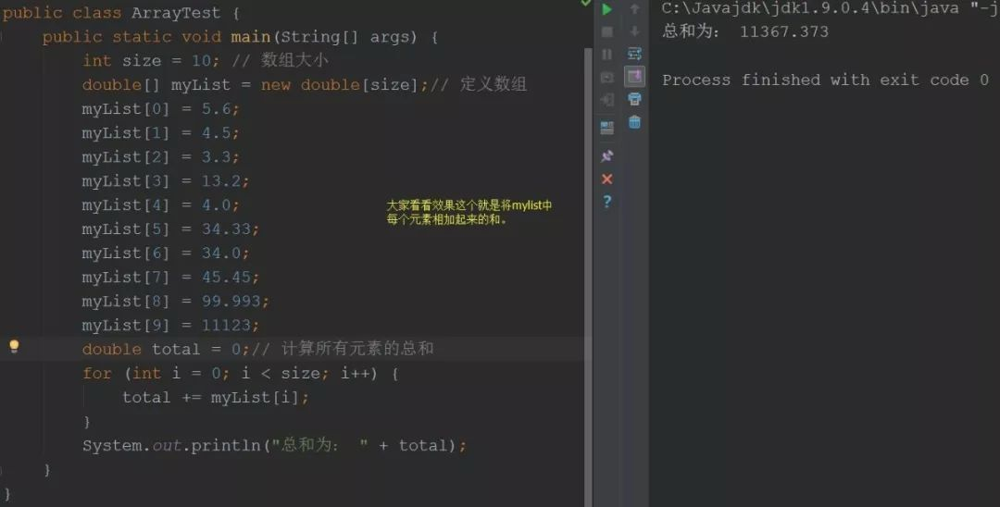 public class ArrayTest {
public static void main(String[] args) {
int size = 10; // 数组大小
double[] myList = new double[size];// 定义数组
myList[0] = 5.6;
myList[1] = 4.5;
myList[2] = 3.3;
myList[3] = 13.2;
myList[4] = 4.0;
myList[5] = 34.33;
myList[6] = 34.0;
myList[7] = 45.45;
myList[8] = 99.993;
myList[9] = 11123;
double total = 0;// 计算所有元素的总和
for (int i = 0; i < size; i++) {
total += myList[i];
}
System.out.println("总和为： " + total);
}
}
大家看看效果这个就是将mylist中
每个元素相加起来的和。
C:\Javajdk\jdk1.9.0.4\bin\java "-j
总和为： 11367.373
Process finished with exit code 0